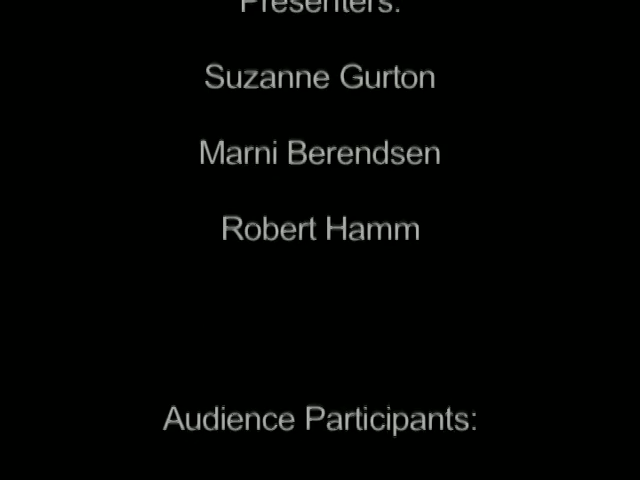 Presenters:
Suzanne Gurton
Marni Berendsen
Robert Hamm
Audience Participants: